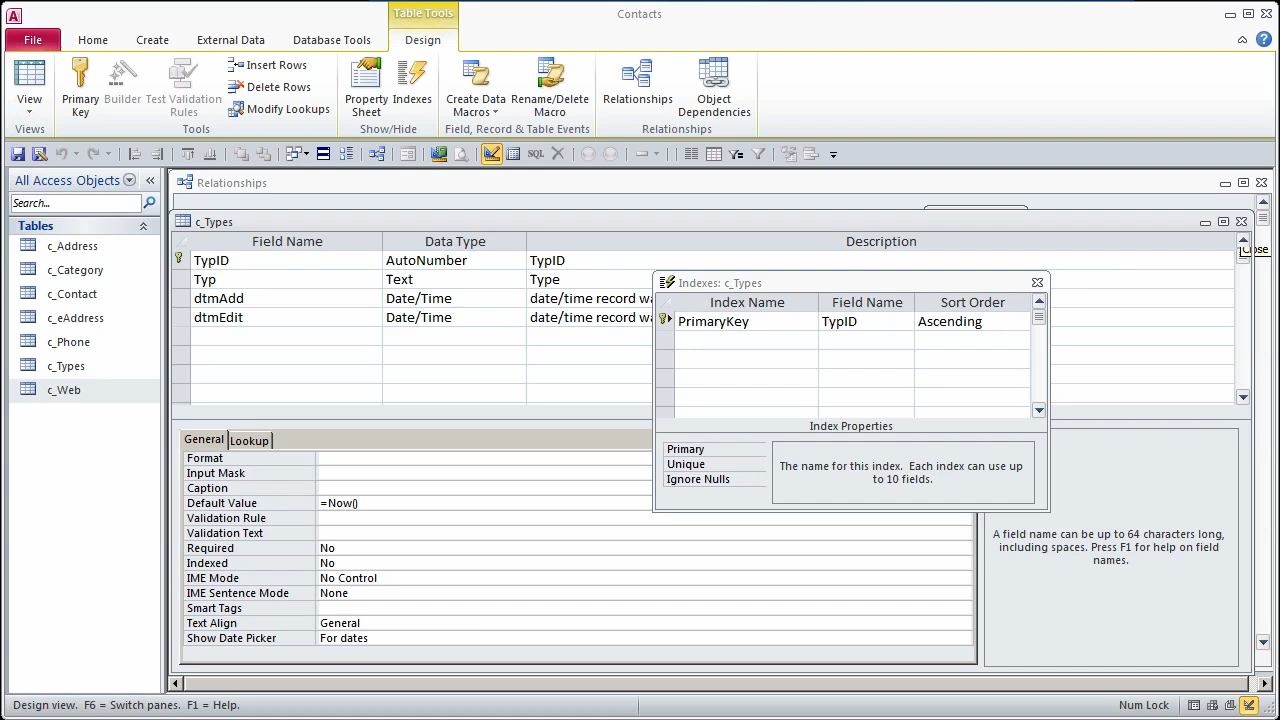 Table Tools
Contacts
File
Home
Create
External Data
Database Tools
Design
View
Primary
Key
Builder
Test Validation
Rules
Insert Rows
Delete Rows
Modify Lookups
Property
Sheet
Indexes
Create Data
Macros
Rename/Delete
Macro
Relationships
Object
Dependencies
Views
Tools
Show/Hide
Field, Record & Table Events
Relationships
SQL
All Access Objects
Search...
Tables
c_Address
c_Category
c_Contact
c_eAddress
c_Phone
c_Types
c_Web
Relationships
c_Types
Field Name Data Type Description
TypID AutoNumber TypID
Typ Text Type
dtmAdd Date/Time date/time record wa
dtmEdit Date/Time date/time record wa
Close
Indexes: c_Types
Index Name Field Name Sort Order
PrimaryKey TypID Ascending
Index Properties
Primary
Unique
Ignore Nulls
The name for this index. Each index can use up
to 10 fields.
General Lookup
Format
Input Mask
Caption
Default Value =Now()
Validation Rule
Validation Text
Required No
Indexed No
IME Mode No Control
IME Sentence Mode None
Smart Tags
Text Align General
Show Date Picker For dates
A field name can be up to 64 characters long,
including spaces. Press F1 for help on field
names.
Design view. F6 = Switch panes. F1 = Help.
Num Lock